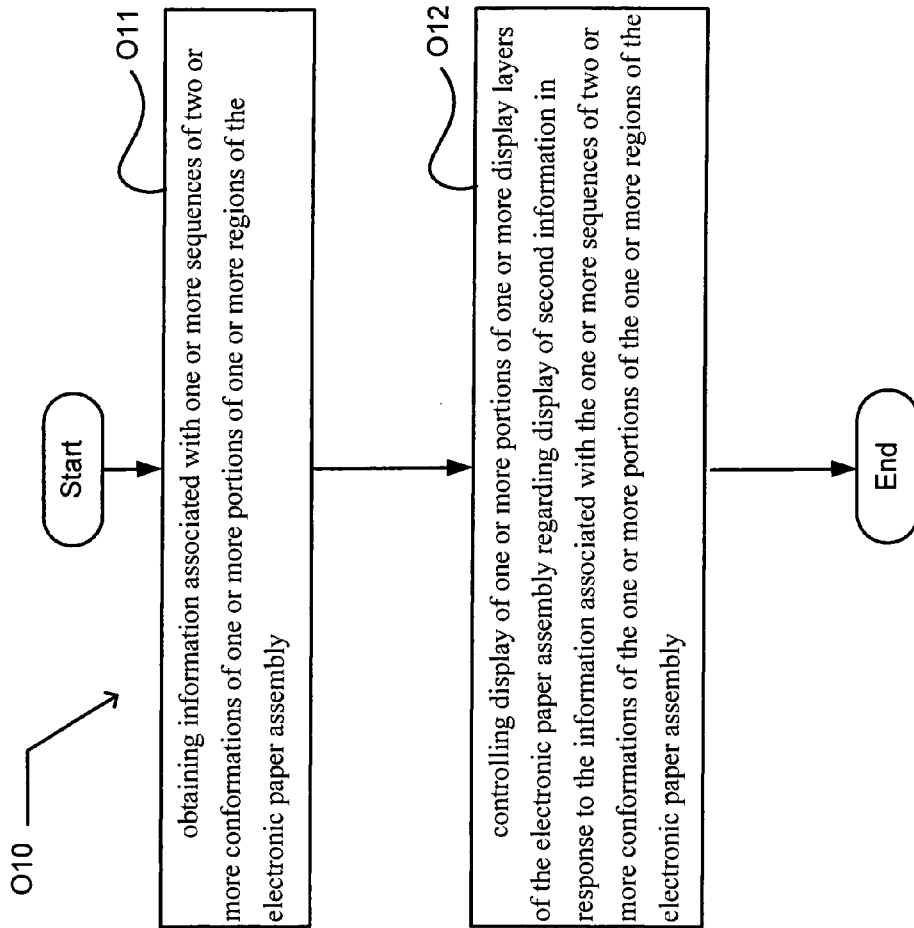 O10
Start
O11
obtaining information associated with one or more sequences of two or
more conformations of one or more portions of one or more regions of the
electronic paper assembly
O12
controlling display of one or more portions of one or more display layers
of the electronic paper assembly regarding display of second information in
response to the information associated with the one or more sequences of two or
more conformations of the one or more portions of the one or more regions of the
electronic paper assembly
End